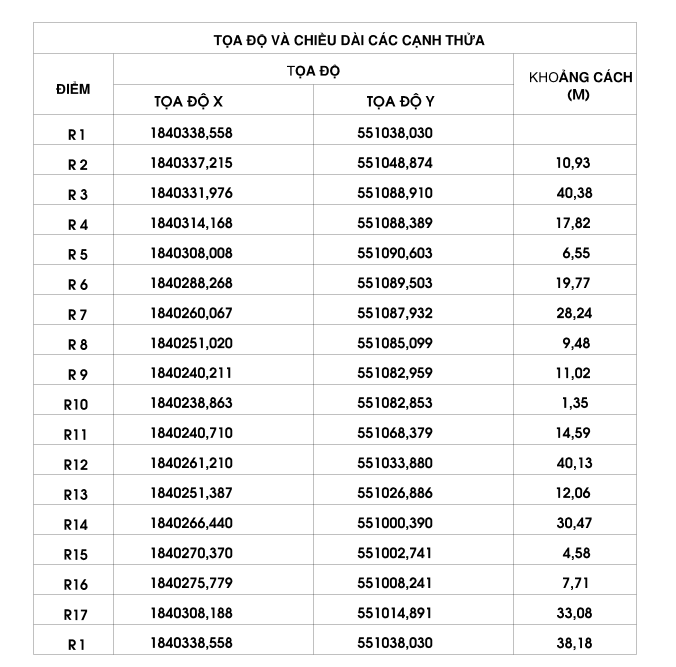 TỌA ĐỘ VÀ CHIỀU DÀI CÁC CẠNH THỬA
ĐIỂM TỌA ĐỘ KHOẢNG CÁCH (M)
TỌA ĐỘ X TỌA ĐỘ Y
R 1 1840338,558 551038,030
R 2 1840337,215 551048,874 10,93
R 3 1840331,976 551088,910 40,38
R 4 1840314,168 551088,389 17,82
R 5 1840308,008 551090,603 6,55
R 6 1840288,268 551089,503 19,77
R 7 1840260,067 551087,932 28,24
R 8 1840251,020 551085,099 9,48
R 9 1840240,211 551082,959 11,02
R10 1840238,863 551082,853 1,35
R11 1840240,710 551068,379 14,59
R12 1840261,210 551033,880 40,13
R13 1840251,387 551026,886 12,06
R14 1840266,440 551000,390 30,47
R15 1840270,370 551002,741 4,58
R16 1840275,779 551008,241 7,71
R17 1840308,188 551014,891 33,08
R 1 1840338,558 551038,030 38,18